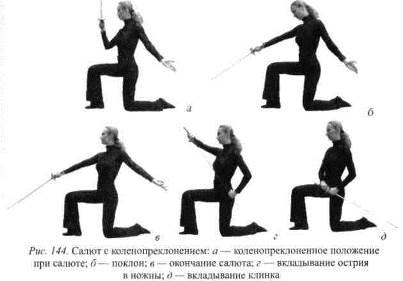 а
б
в
г
д
Рис. 144. Салют с коленопреклонением: а — коленопреклоненное положение
при салюте; б — поклон; в — окончание салюта; г — вкладывание острия
в ножны; д — вкладывание клинка